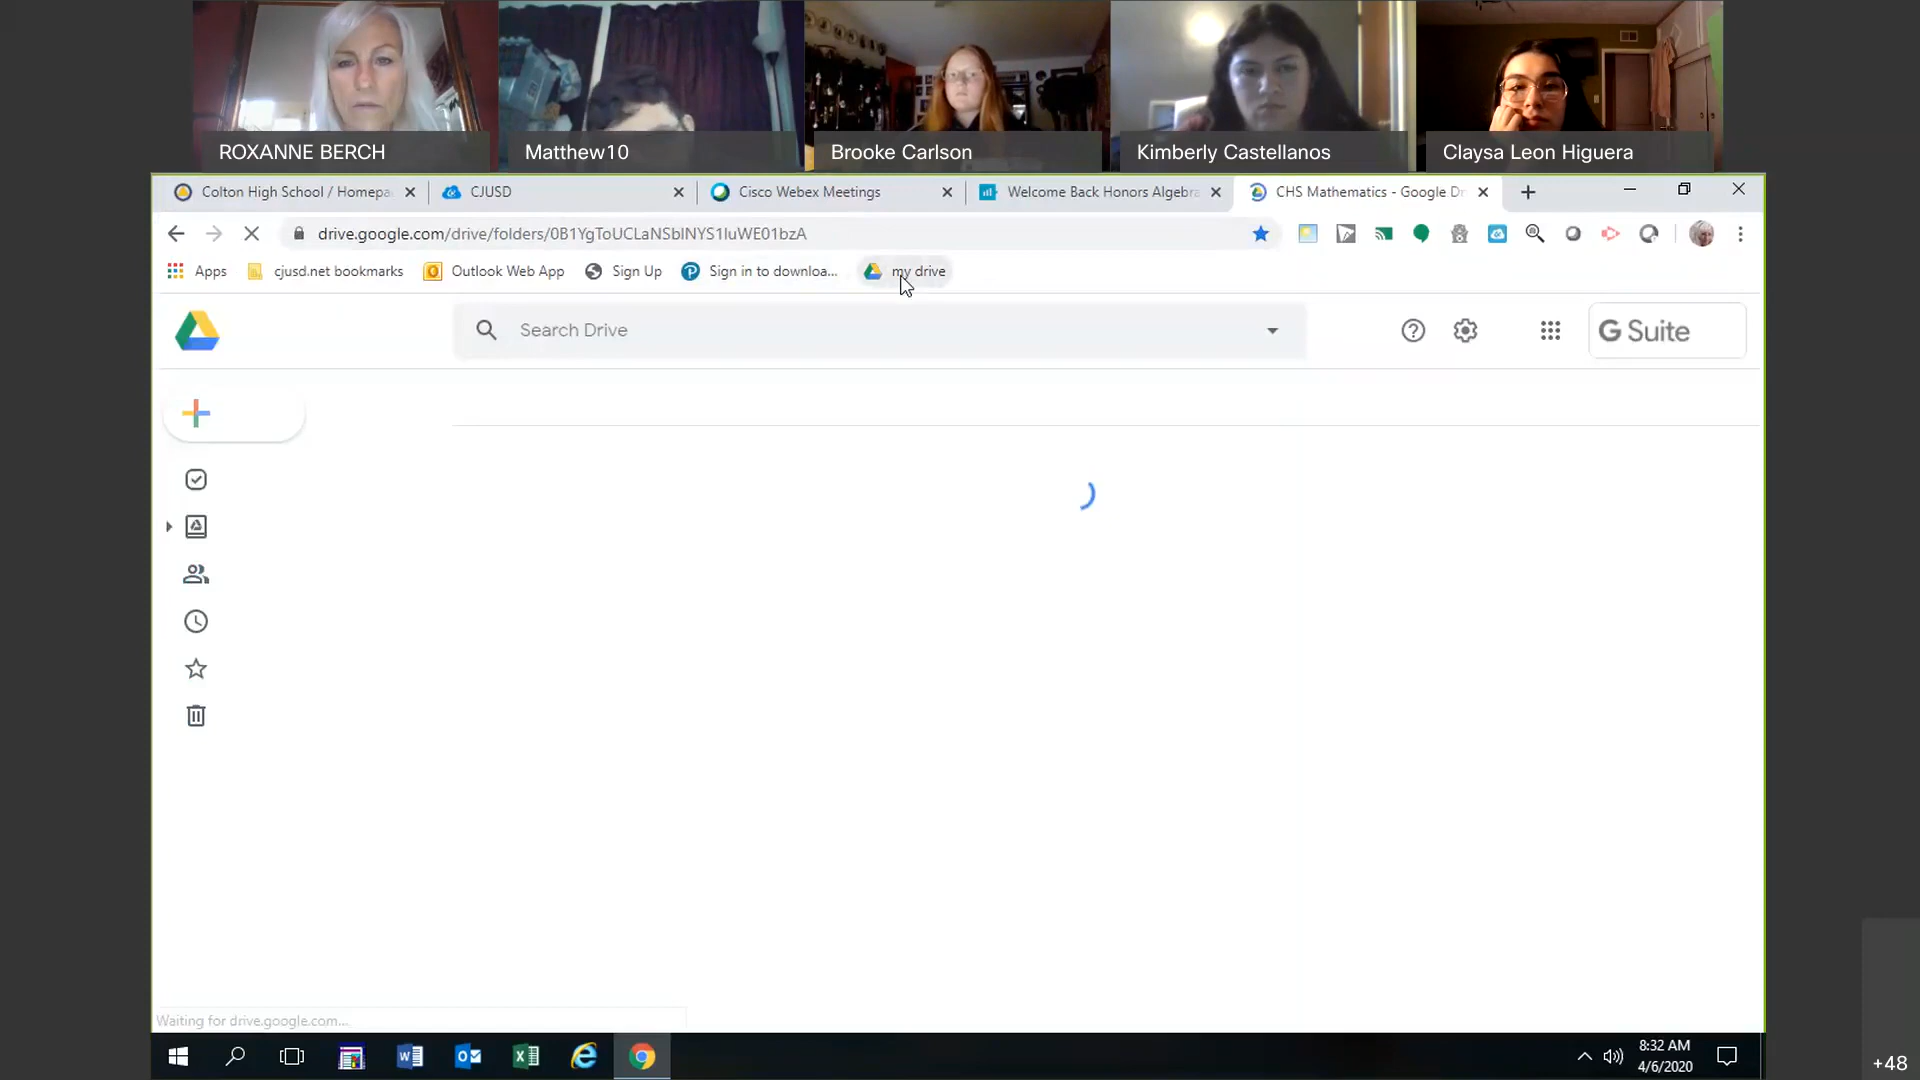 ROXANNE BERCH
Matthew10
Brooke Carlson
Kimberly Castellanos
Claysa Leon Higuera
Colton High School / Homepa
CJUSD
Cisco Webex Meetings
Welcome Back Honors Algebra
CHS Mathematics - Google Dr
drive.google.com/drive/folders/0B1YgToUCLaNSblNYS1luWE01bzA
Apps
cjusd.net bookmarks
Outlook Web App
Sign Up
Sign in to downloa...
my drive
Search Drive
G Suite
Waiting for drive.google.com...
8:32 AM
4/6/2020
+48